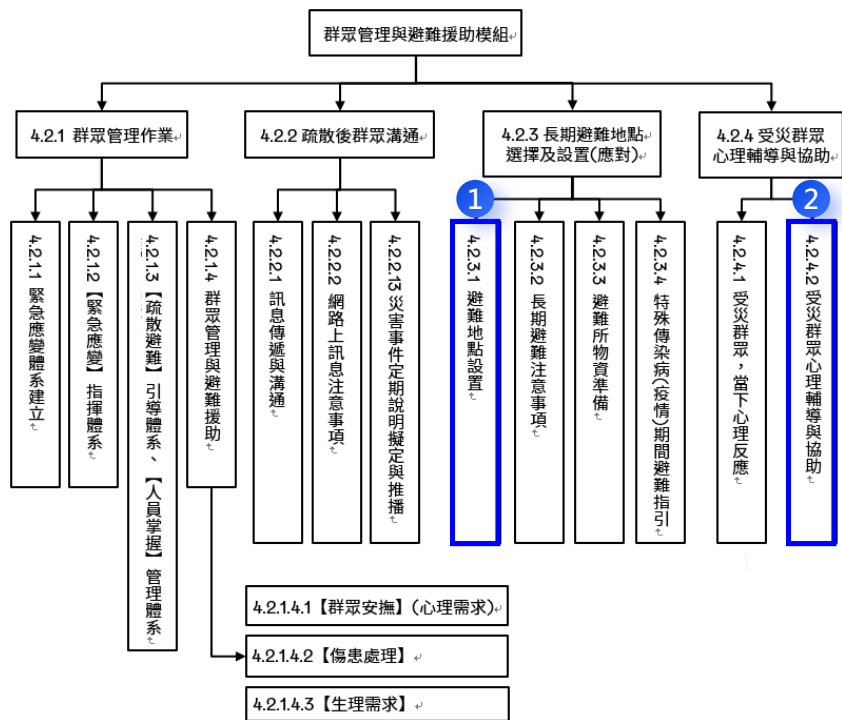 群眾管理與避難援助模組
4.2.1 群眾管理作業
4.2.2 疏散後群眾溝通
4.2.3 長期避難地點
選擇及設置(應對)
4.2.4 受災群眾
心理輔導與協助
1
2
4.2.1.1 緊急應變體系建立
4.2.1.2【緊急應變】指揮體系
4.2.1.3【疏散避難】引導體系、【人員掌握】管理體系
4.2.1.4 群眾管理與避難援助
4.2.2.1 訊息傳遞與溝通
4.2.2.2 網路上訊息注意事項
4.2.2.13 災害事件定期說明擬定與推播
4.2.3.1 避難地點設置
4.2.3.2 長期避難注意事項
4.2.3.3 避難所物資準備
4.2.3.4 特殊傳染病(疫情)期間避難指引
4.2.4.1 受災群眾，當下心理反應
4.2.4.2 受災群眾心理輔導與協助
4.2.1.4.1【群眾安撫】(心理需求)
4.2.1.4.2【傷患處理】
4.2.1.4.3【生理需求】